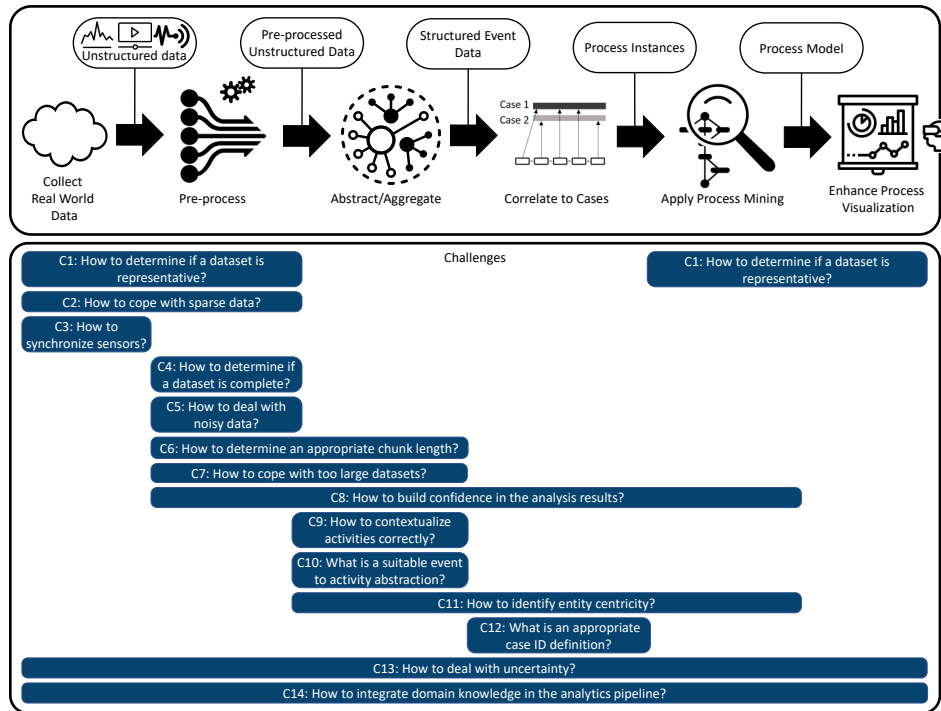 Unstructured data
Pre-processed
Unstructured Data
Structured Event
Data
Process Instances
Process Model
Case 1
Case 2
Collect
Real World
Data
Pre-process
Abstract/Aggregate
Correlate to Cases
Apply Process Mining
Enhance Process
Visualization
Challenges
C1: How to determine if a dataset is
representative?
C1: How to determine if a dataset is
representative?
C2: How to cope with sparse data?
C3: How to
synchronize sensors?
C4: How to determine if
a dataset is complete?
C5: How to deal with
noisy data?
C6: How to determine an appropriate chunk length?
C7: How to cope with too large datasets?
C8: How to build confidence in the analysis results?
C9: How to contextualize
activities correctly?
C10: What is a suitable event
to activity abstraction?
C11: How to identify entity centricity?
C12: What is an appropriate
case ID definition?
C13: How to deal with uncertainty?
C14: How to integrate domain knowledge in the analytics pipeline?